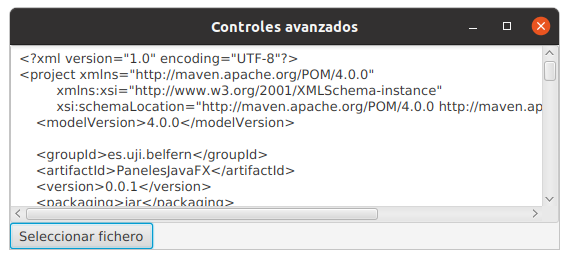 Controles avanzados
<?xml version="1.0" encoding="UTF-8"?>
<project xmlns="http://maven.apache.org/POM/4.0.0"
xmlns:xsi="http://www.w3.org/2001/XMLSchema-instance"
xsi:schemaLocation="http://maven.apache.org/POM/4.0.0 http://maven.ap
<modelVersion>4.0.0</modelVersion>
<groupId>es.uji.belfern</groupId>
<artifactId>PanelesJavaFX</artifactId>
<version>0.0.1</version>
<packaging>jar</packaging>
Seleccionar fichero